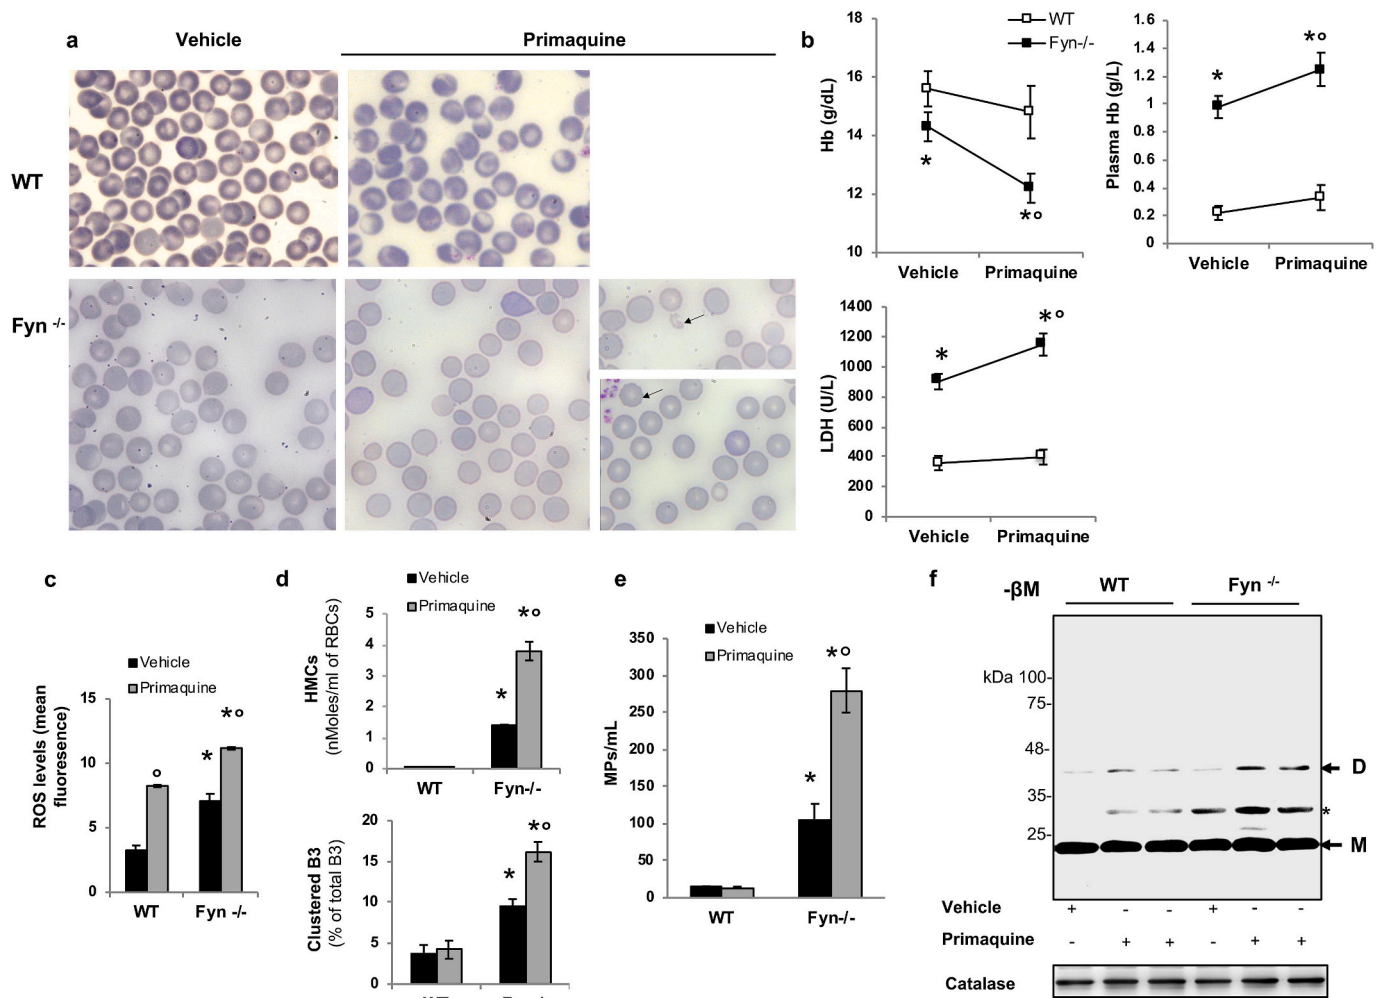 a
Vehicle
Primaquine
WT
Fyn -/-
b
WT
Fyn-/-
Hb (g/dL)
18
16
14
12
10
*
*°
Vehicle
Primaquine
Plasma Hb (g/L)
1.6
1.4
1.2
1
0.8
0.6
0.4
0.2
0
*
*°
Vehicle
Primaquine
LDH (U/L)
1400
1200
1000
800
600
400
200
0
*
*°
Vehicle
Primaquine
c
Vehicle
Primaquine
ROS levels (mean
fluoresence)
15
10
5
0
°
*
*°
WT
Fyn -/-
d
Vehicle
Primaquine
HMCs
(nMoles/ml of RBCs)
5
4
3
2
1
0
*
*°
WT
Fyn-/-
Clustered B3
(% of total B3)
20
15
10
5
0
*
*°
e
Vehicle
Primaquine
MPs/mL
350
300
250
200
150
100
50
0
*
*°
WT
Fyn-/-
f
-βM
WT
Fyn -/-
kDa 100-
75-
48-
35-
25-
D
*
M
Vehicle + - - + - -
Primaquine - + + - + +
Catalase